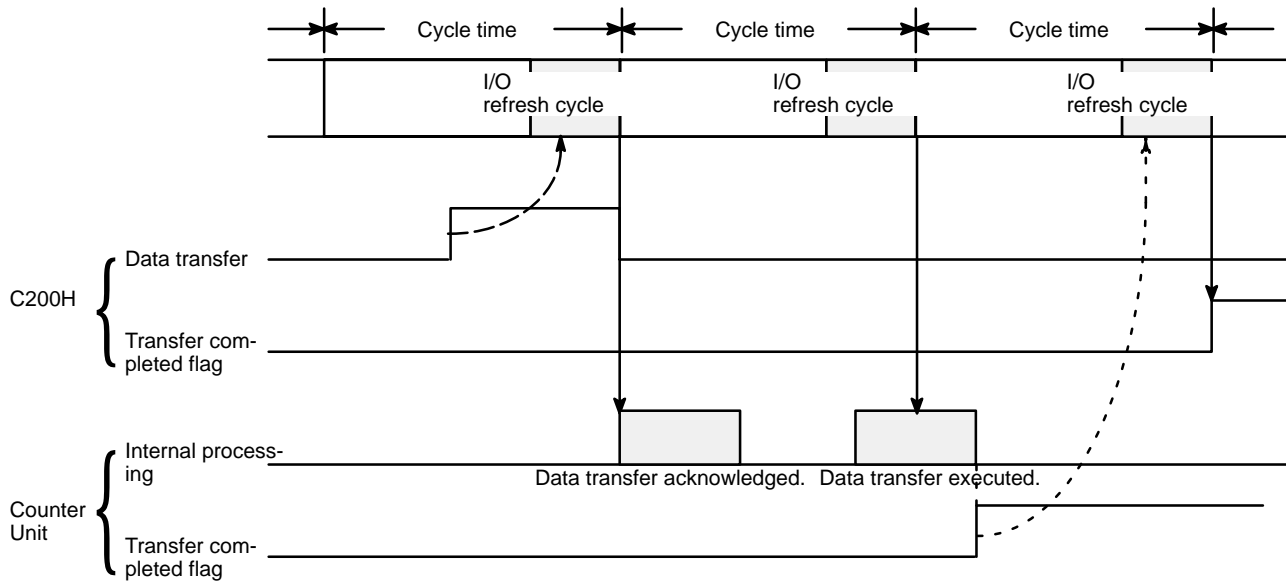 Cycle time
Cycle time
Cycle time
I/O
refresh cycle
I/O
refresh cycle
I/O
refresh cycle
C200H
Data transfer
Transfer com-
pleted flag
Counter
Unit
Internal process-
ing
Data transfer acknowledged.
Data transfer executed.
Transfer com-
pleted flag